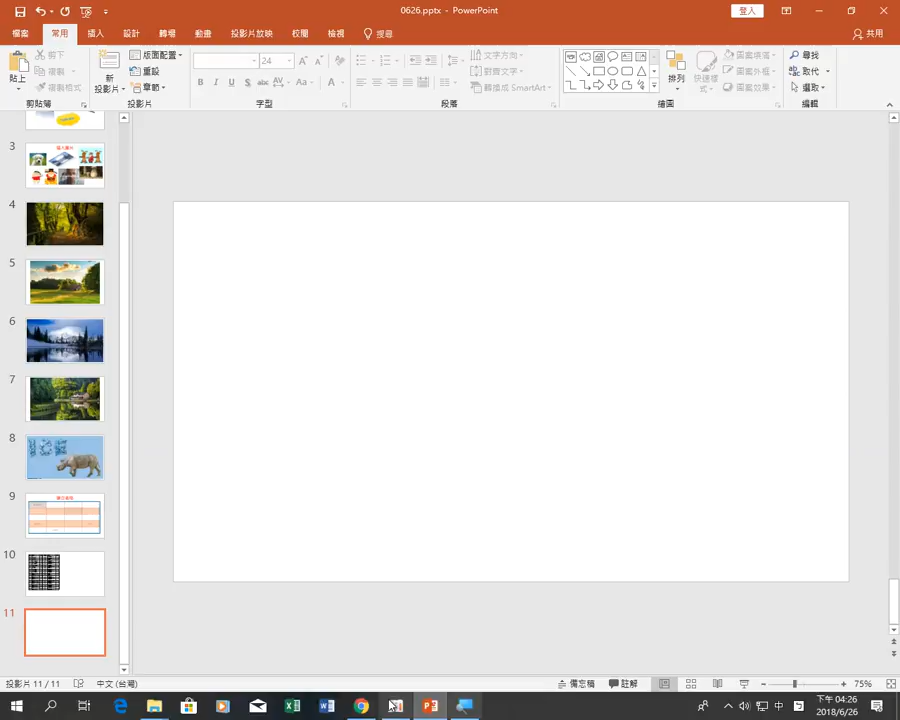 0626.pptx - PowerPoint
登入
檔案 常用 插入 設計 轉場 動畫 投影片放映 校閱 檢視 搜尋 共用
貼上 剪下 複製 複製格式 剪貼簿
新投影片 版面配置 重設 章節 投影片
24 B I U S abc AV Aa A 字型
文字方向 對齊文字 轉換成 SmartArt 段落
排列 快速樣式 圖案填滿 圖案外框 圖案效果 繪圖
尋找 取代 選取 編輯
3
4
5
6
7
8
ICE
9
10
11
投影片 11 / 11 中文 (台灣) 備忘稿 註解 75%
中
下午 04:26
2018/6/26